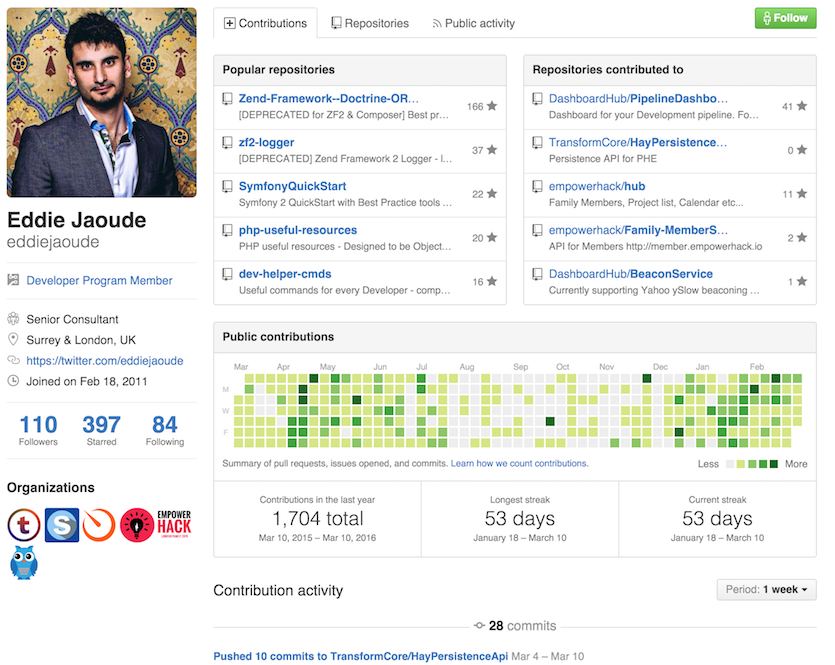 Contributions
Repositories
Public activity
Follow
Eddie Jaoude
eddiejaoude
Developer Program Member
Senior Consultant
Surrey & London, UK
https://twitter.com/eddiejaoude
Joined on Feb 18, 2011
110 397 84
Followers Starred Following
Organizations
t S EMPOWER
HACK
Popular repositories
Zend-Framework--Doctrine-OR…
166
[DEPRECATED for ZF2 & Composer] Best pr…
zf2-logger
37
[DEPRECATED] Zend Framework 2 Logger - l…
SymfonyQuickStart
22
Symfony 2 QuickStart with Best Practice tools …
php-useful-resources
20
PHP useful resources - Designed to be Object…
dev-helper-cmds
16
Useful commands for every Developer - comp…
Repositories contributed to
DashboardHub/PipelineDashbo…
41
Dashboard for your Development pipeline. Fo…
TransformCore/HayPersistence…
0
Persistence API for PHE
empowerhack/hub
11
Family Members, Project list, Calendar etc...
empowerhack/Family-MemberS…
2
API for Members http://member.empowerhack.io
DashboardHub/BeaconService
1
Currently supporting Yahoo ySlow beaconing …
Public contributions
Mar Apr May Jun Jul Aug Sep Oct Nov Dec Jan Feb
M
W
F
Summary of pull requests, issues opened, and commits. Learn how we count contributions.
Less More
Contributions in the last year
1,704 total
Mar 10, 2015 – Mar 10, 2016
Longest streak
53 days
January 18 – March 10
Current streak
53 days
January 18 – March 10
Contribution activity
Period: 1 week
28 commits
Pushed 10 commits to TransformCore/HayPersistenceApi Mar 4 – Mar 10